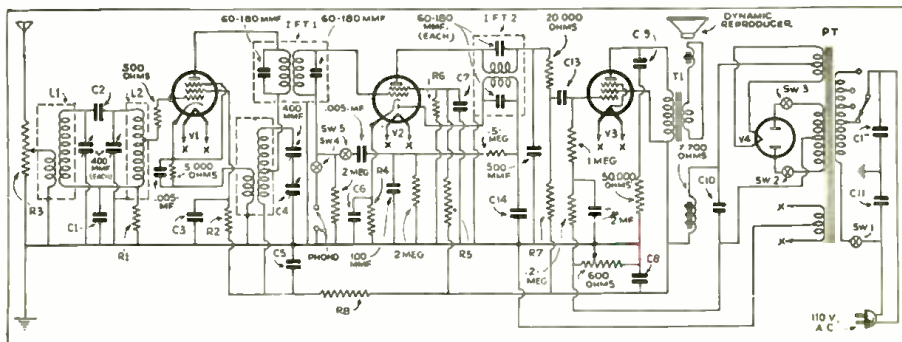 60-180 MMF
I FT 1
60-180 MMF
60-180 MMF. (EACH)
I F T 2
20,000 OHMS
DYNAMIC REPRODUCER
PT
L1
C2
L2
500 OHMS
V1
400 MMF (EACH)
5,000 OHMS
.005-MF
R3
C1
R1
C3
R2
400 MMF
C4
C5
PHONO
SW 4
SW 5
.005-MF
2 MEG
C6
R4
100 MMF
V2
2 MEG
R6
C7
.5-MEG
500 MMF
C14
R5
R7
C13
V3
1 MEG
50,000 OHMS
.2-MF
.2-MEG
600 OHMS
C8
C9
T1
7,700 OHMS
C10
V4
SW 3
SW 2
C11
SW 1
110 V. A.C.
R8